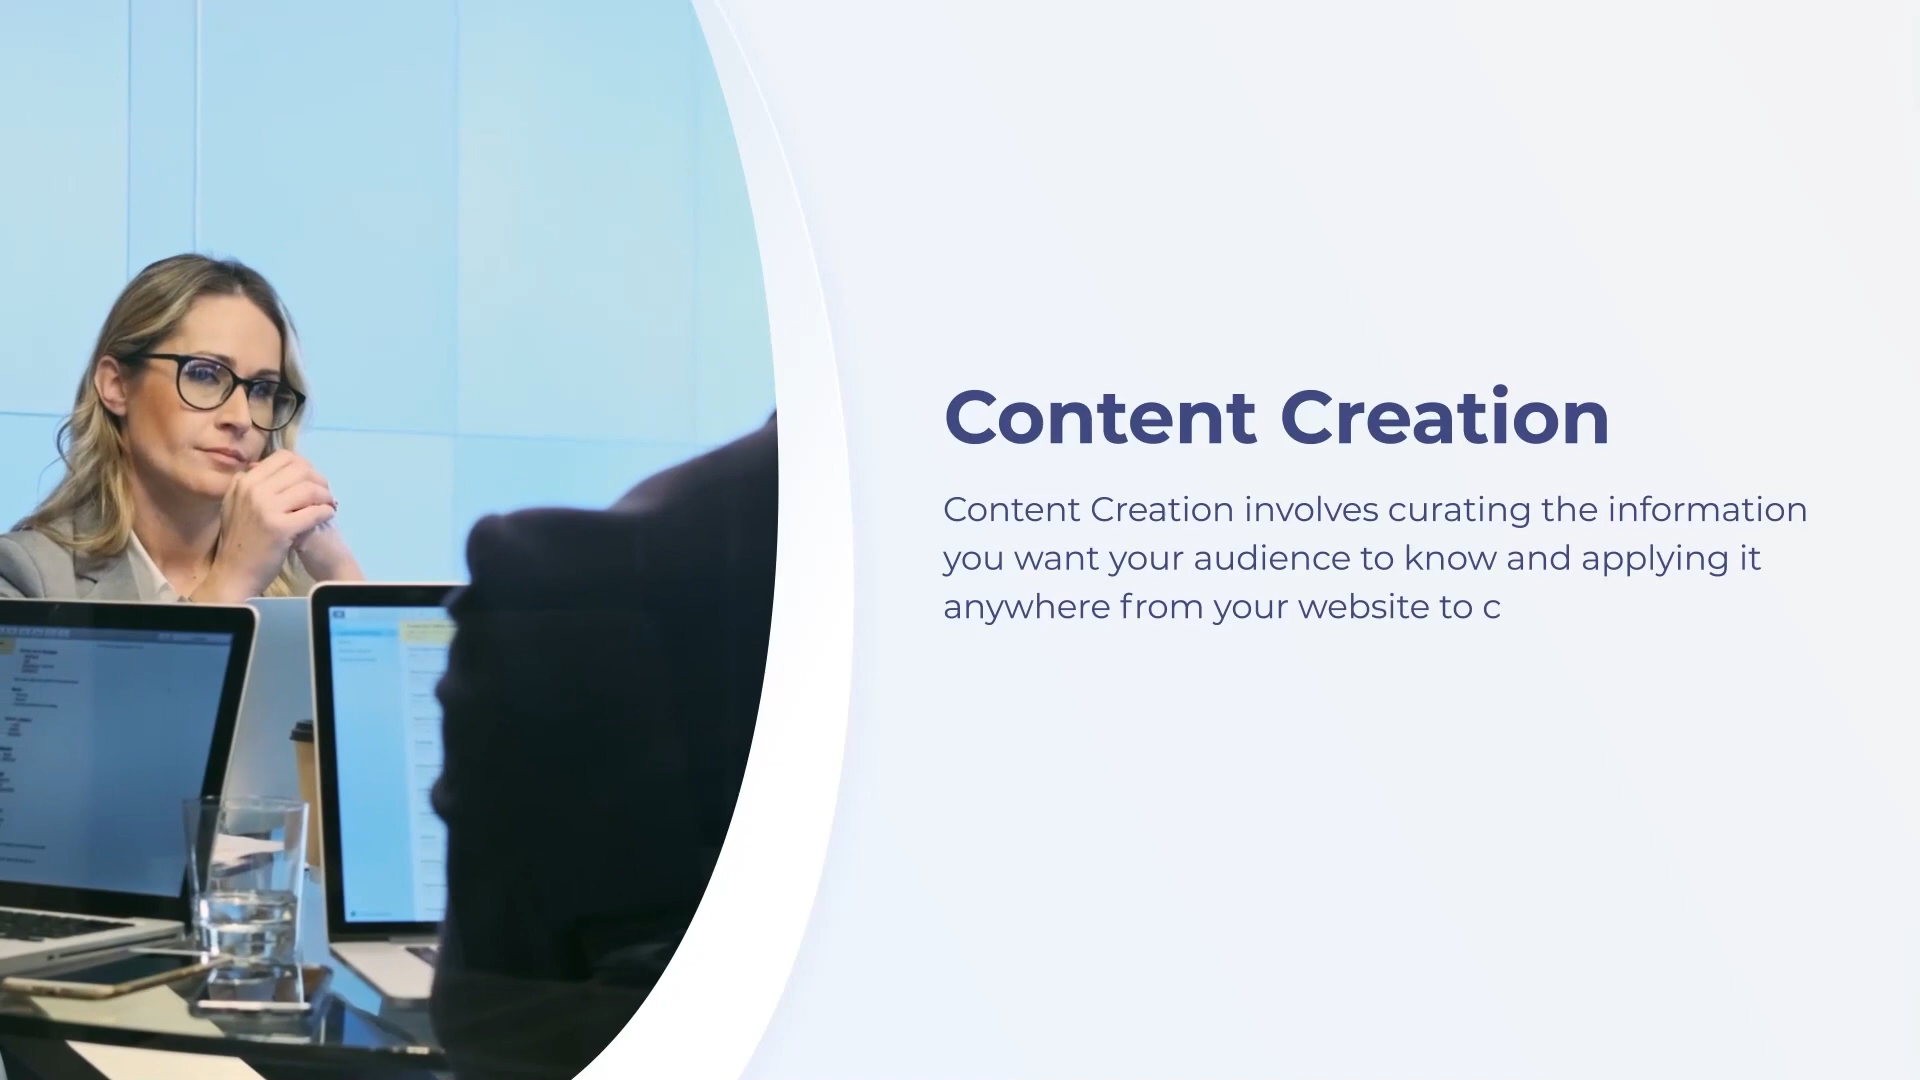 Content Creation
Content Creation involves curating the information
you want your audience to know and applying it
anywhere from your website to c